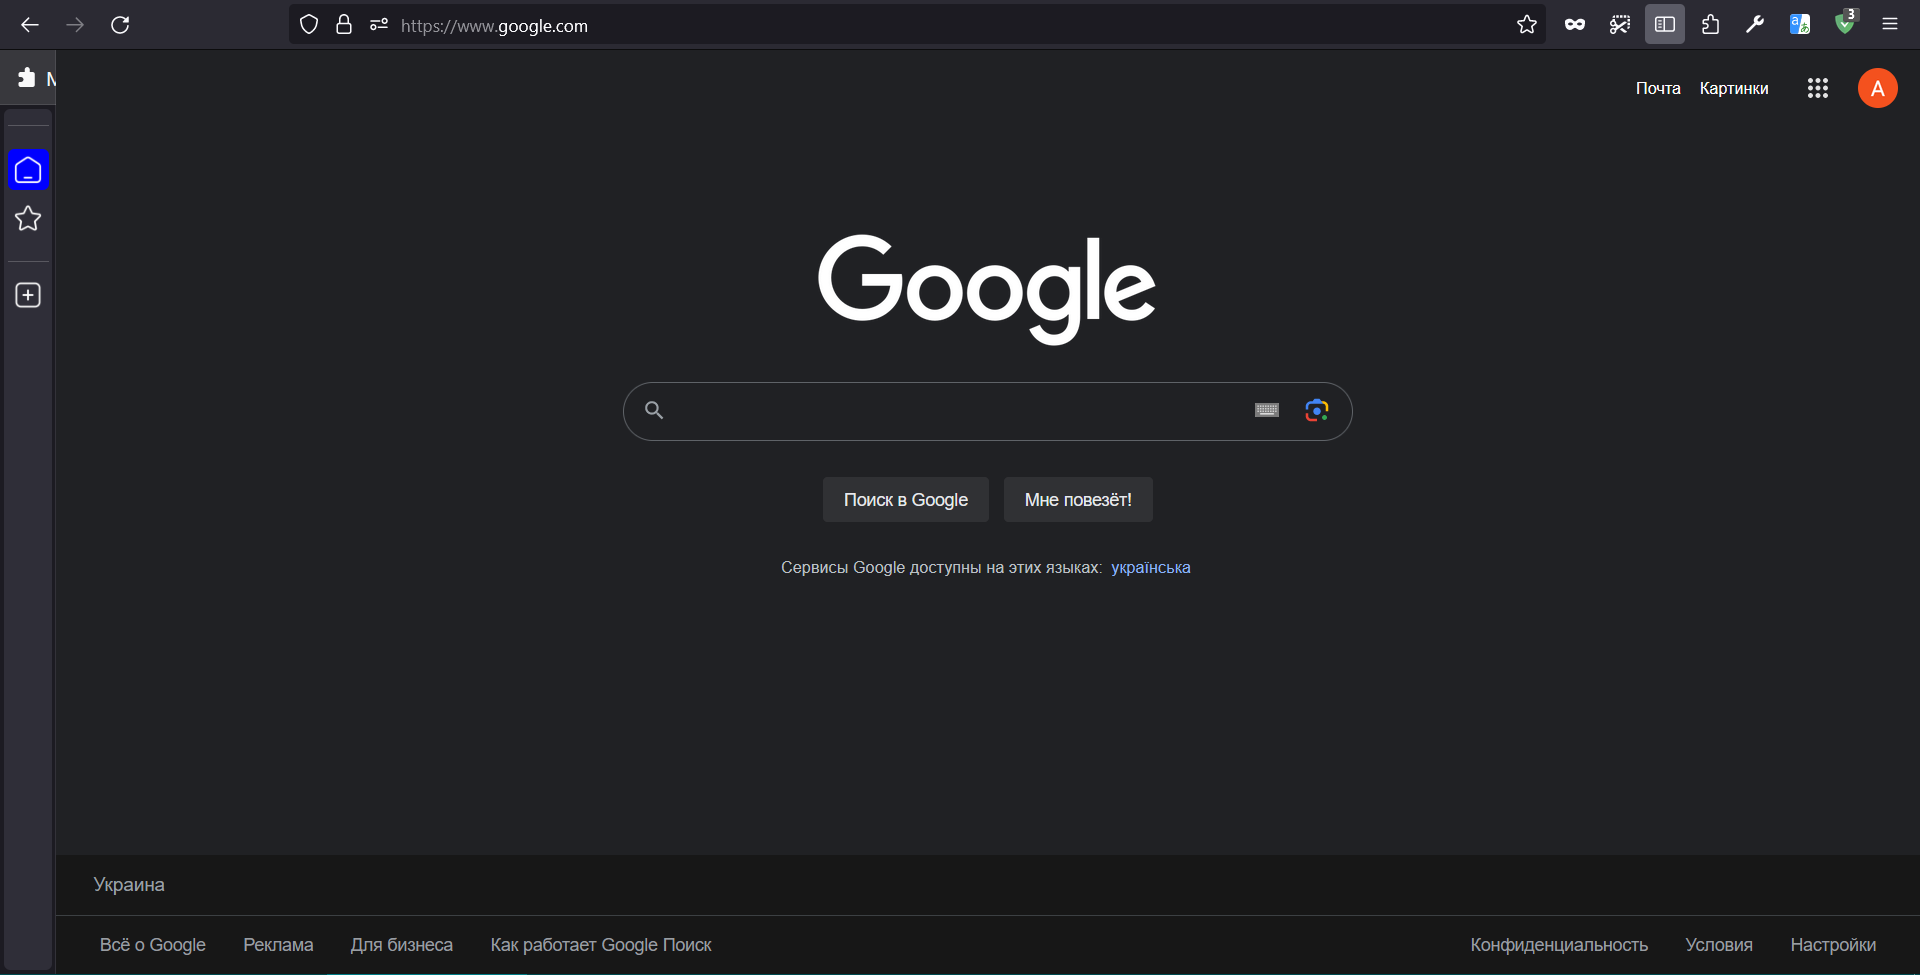 https://www.google.com
3
Почта Картинки
A
Google
Поиск в Google Мне повезёт!
Сервисы Google доступны на этих языках: українська
Украина
Всё о Google Реклама Для бизнеса Как работает Google Поиск Конфиденциальность Условия Настройки